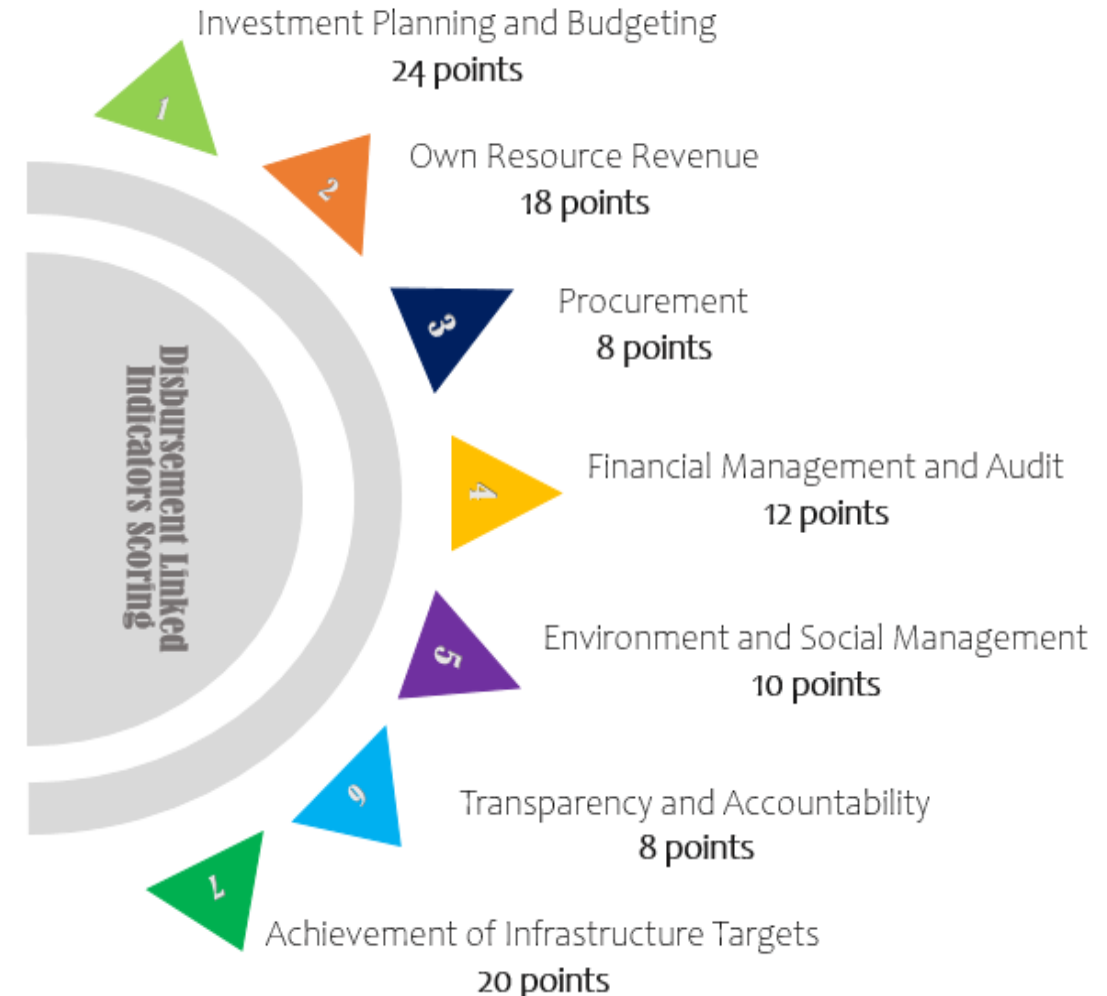 Investment Planning and Budgeting
24 points
1
Own Resource Revenue
18 points
2
Procurement
8 points
3
Disbursement Linked
Indicators Scoring
Financial Management and Audit
12 points
4
Environment and Social Management
10 points
5
Transparency and Accountability
8 points
6
Achievement of Infrastructure Targets
20 points
7